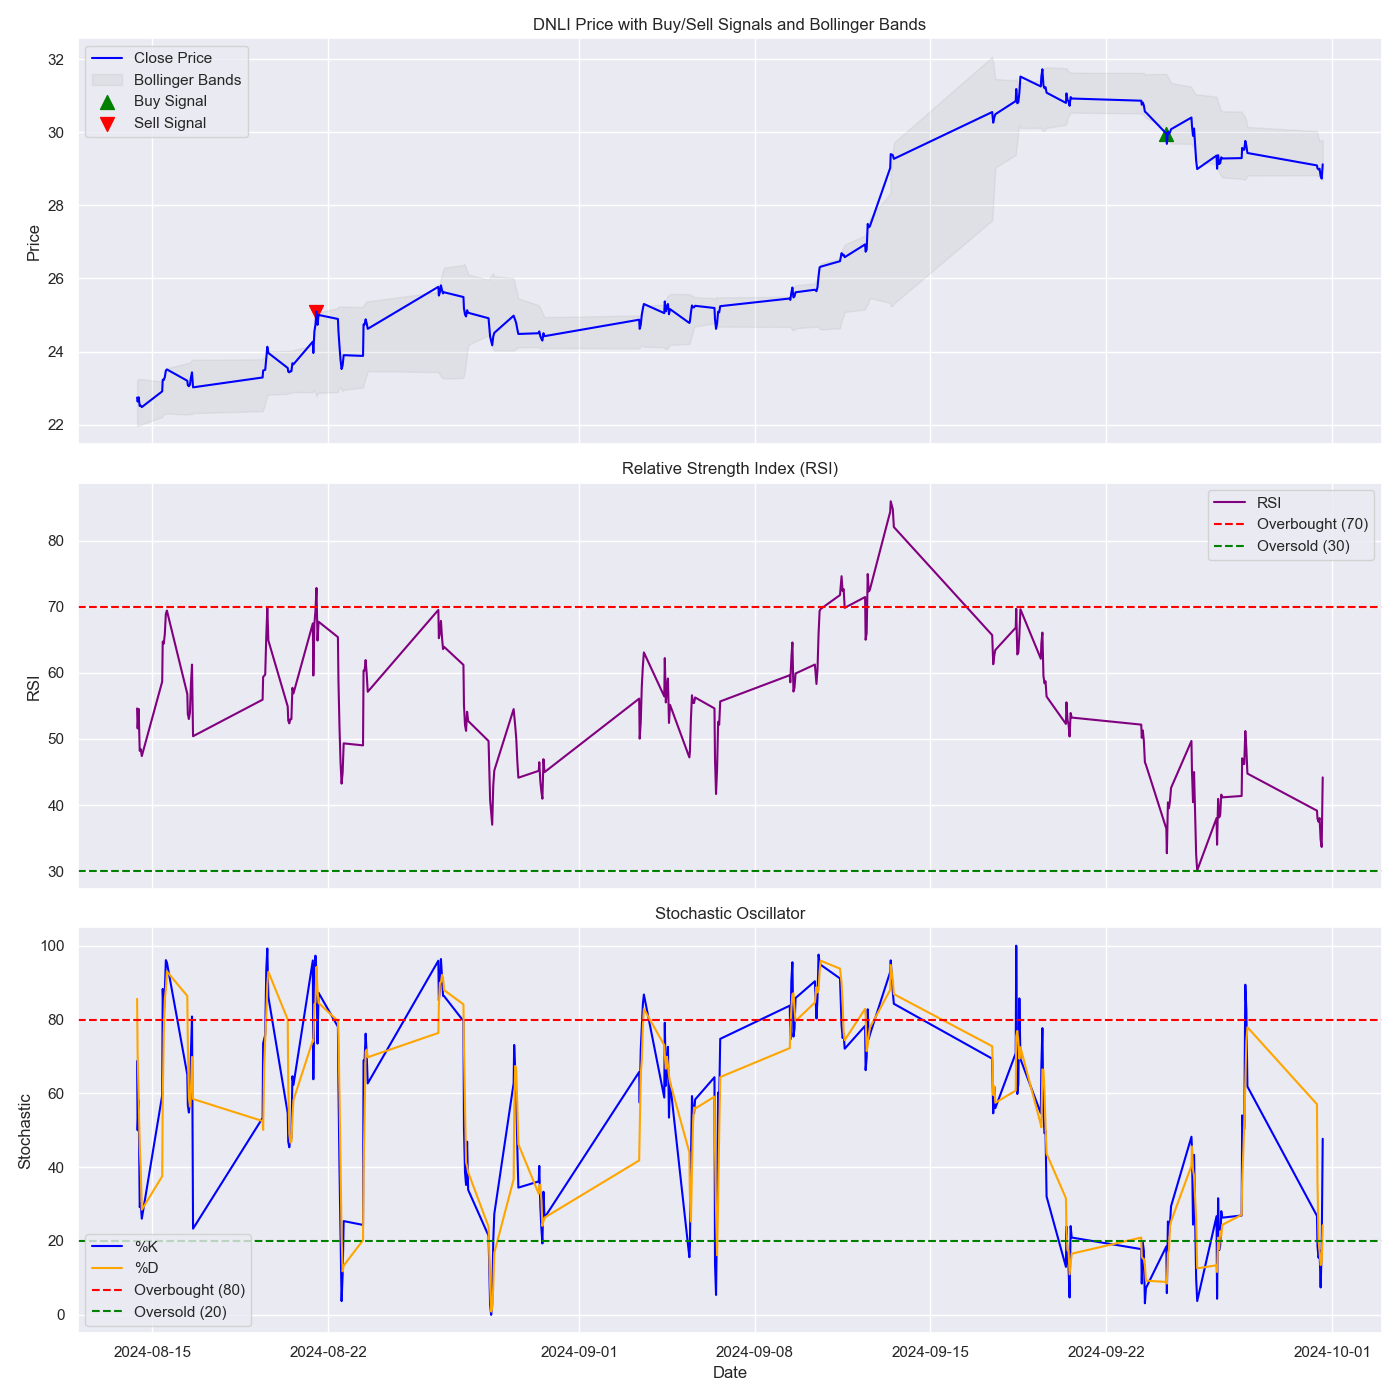 DNLI Price with Buy/Sell Signals and Bollinger Bands
Close Price
Bollinger Bands
Buy Signal
Sell Signal
32
30
28
26
24
22
Price
Relative Strength Index (RSI)
RSI
Overbought (70)
Oversold (30)
80
70
60
50
40
30
RSI
Stochastic Oscillator
100
80
60
40
20
0
Stochastic
%K
%D
Overbought (80)
Oversold (20)
2024-08-15
2024-08-22
2024-09-01
2024-09-08
2024-09-15
2024-09-22
2024-10-01
Date